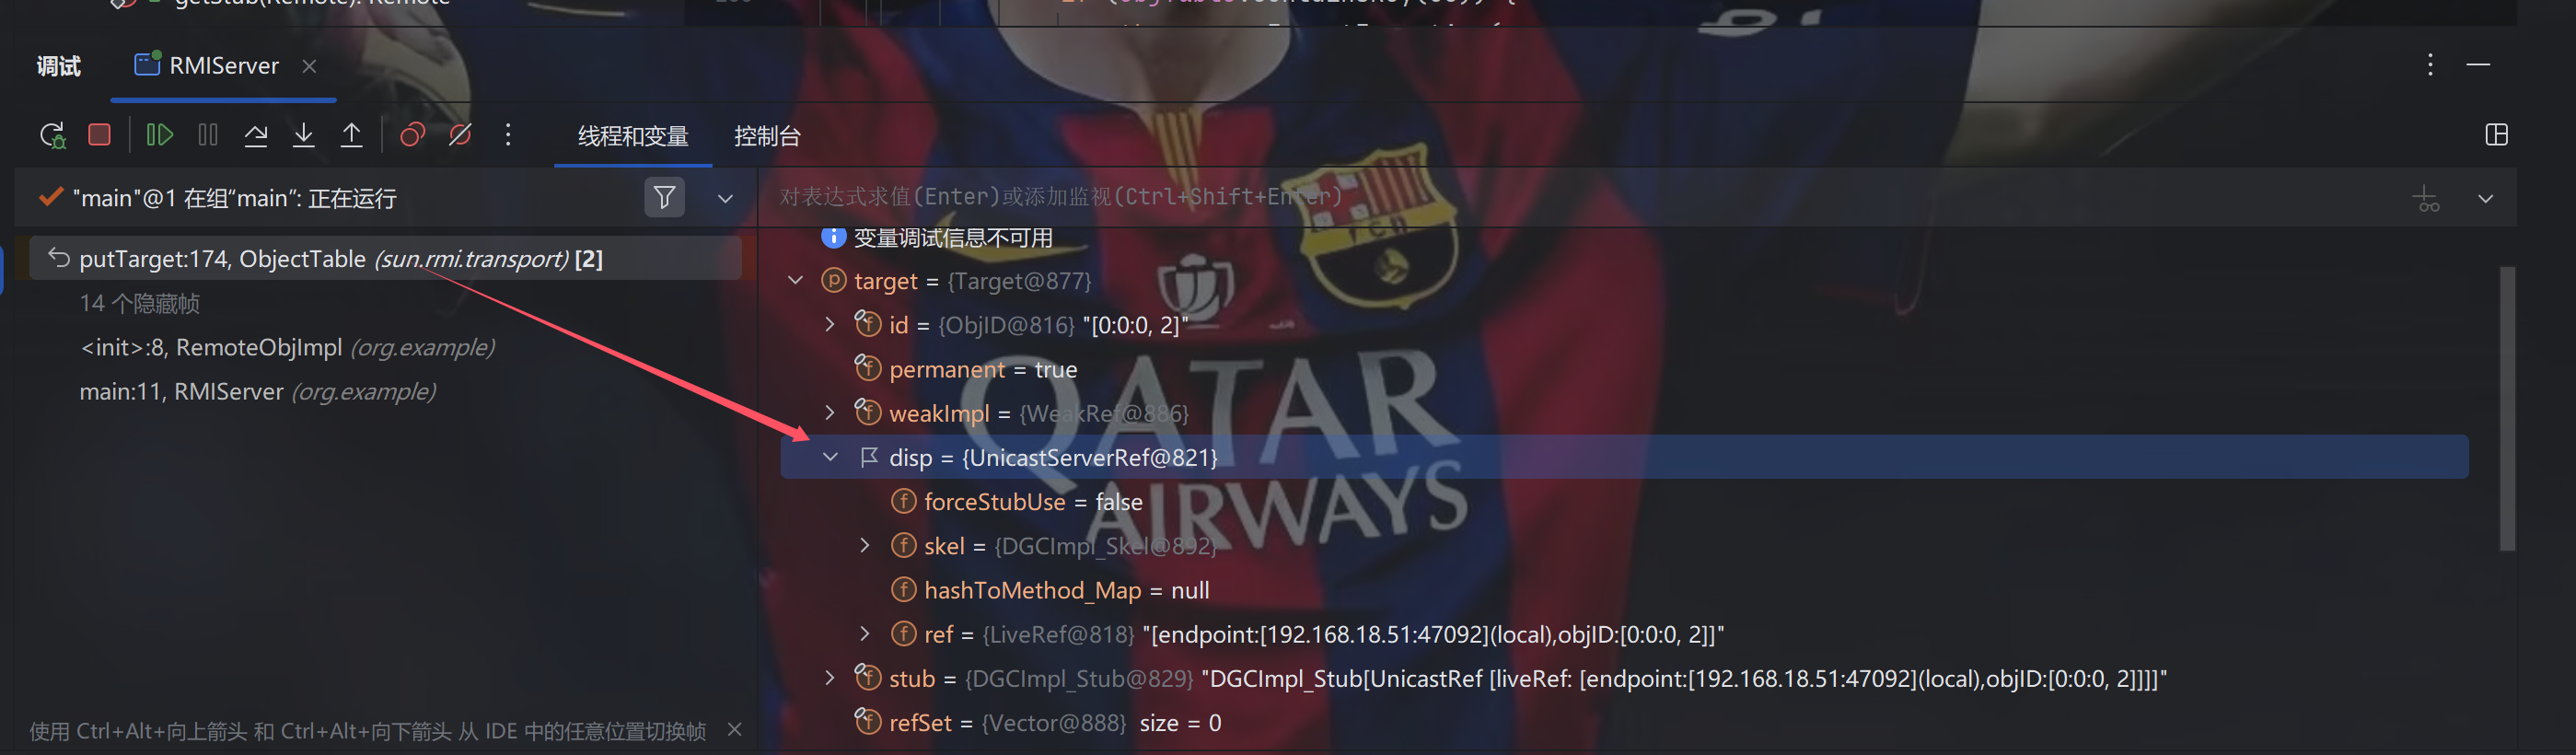 getStub(Remote): Remote
调试 RMIServer
线程和变量 控制台
"main"@1 在组“main”: 正在运行
对表达式求值(Enter)或添加监视(Ctrl+Shift+Enter)
变量调试信息不可用
putTarget:174, ObjectTable (sun.rmi.transport) [2]
14 个隐藏帧
<init>:8, RemoteObjImpl (org.example)
main:11, RMIServer (org.example)
target = {Target@877}
id = {ObjID@816} "[0:0:0, 2]"
permanent = true
weakImpl = {WeakRef@886}
disp = {UnicastServerRef@821}
forceStubUse = false
skel = {DGCImpl_Skel@892}
hashToMethod_Map = null
ref = {LiveRef@818} "[endpoint:[192.168.18.51:47092](local),objID:[0:0:0, 2]]"
stub = {DGCImpl_Stub@829} "DGCImpl_Stub[UnicastRef [liveRef: [endpoint:[192.168.18.51:47092](local),objID:[0:0:0, 2]]]]"
refSet = {Vector@888} size = 0
使用 Ctrl+Alt+向上箭头 和 Ctrl+Alt+向下箭头 从 IDE 中的任意位置切换帧
QATAR
AIRWAYS